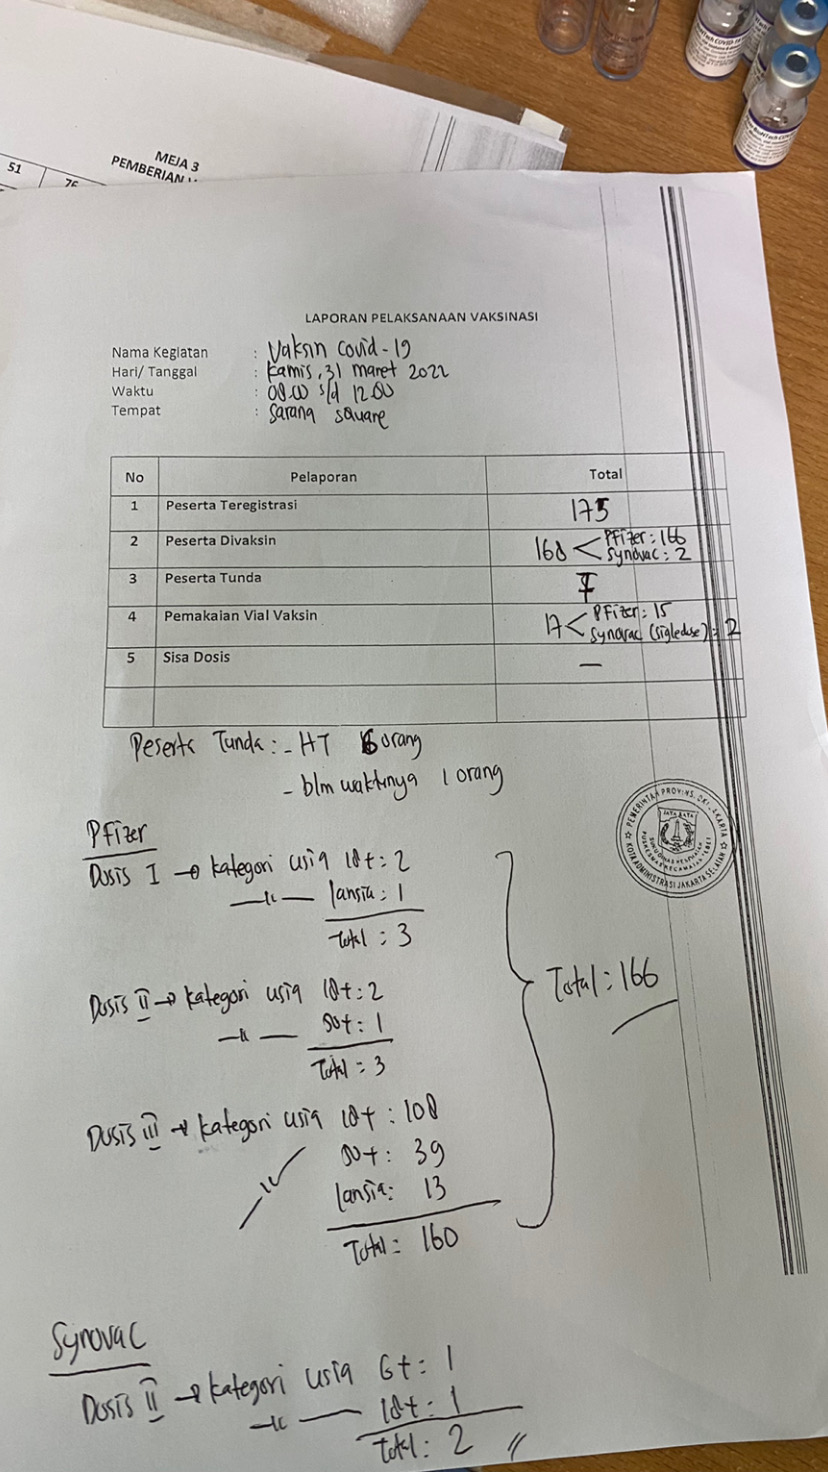 51
76
MEJA 3
PEMBERIAN
LAPORAN PELAKSANAAN VAKSINASI
Nama Kegiatan : Vaksin Covid-19
Hari/ Tanggal : Kamis, 31 maret 2022
Waktu : 08.00 s/d 12.00
Tempat : Sarang square
No Pelaporan Total
1 Peserta Teregistrasi 175
2 Peserta Divaksin 168 < Pfizer : 166
Synovac : 2
3 Peserta Tunda 7
4 Pemakaian Vial Vaksin 17 < Pfizer : 15
Synovac (sigledose) : 2
5 Sisa Dosis —
Peserta Tunda : - HT 6 orang
- blm waktunya 1 orang
Pfizer
Dosis I → kategori usia 18+ : 2
—〃— lansia : 1
Total : 3
Dosis II → kategori usia 18+ : 2
—〃— 50+ : 1
Total : 3
Dosis III → kategori usia 18+ : 108
50+ : 39
—〃— lansia : 13
Total : 160
Total : 166
PEMERINTAH PROVINS. DKI JAKARTA
JAYA RAYA
KOTA ADMINISTRASI JAKARTA SELATAN
Synovac
Dosis II → kategori usia 6+ : 1
—〃— 18+ : 1
Total : 2 //